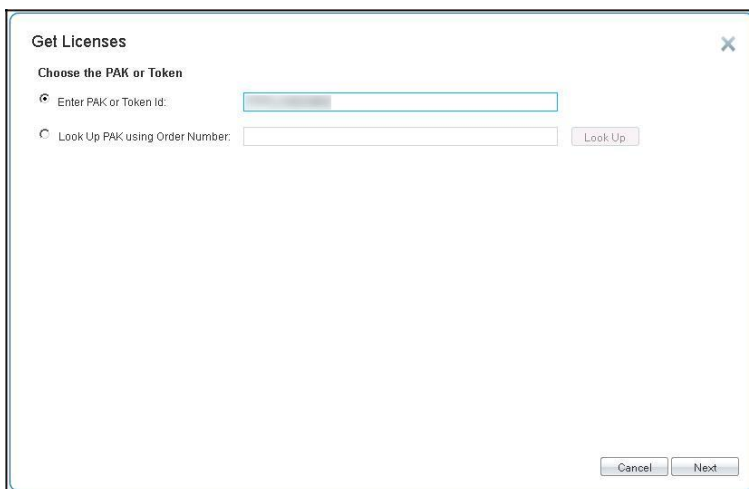 Get Licenses
Choose the PAK or Token
Enter PAK or Token Id:
Look Up PAK using Order Number:
Look Up
Cancel
Next